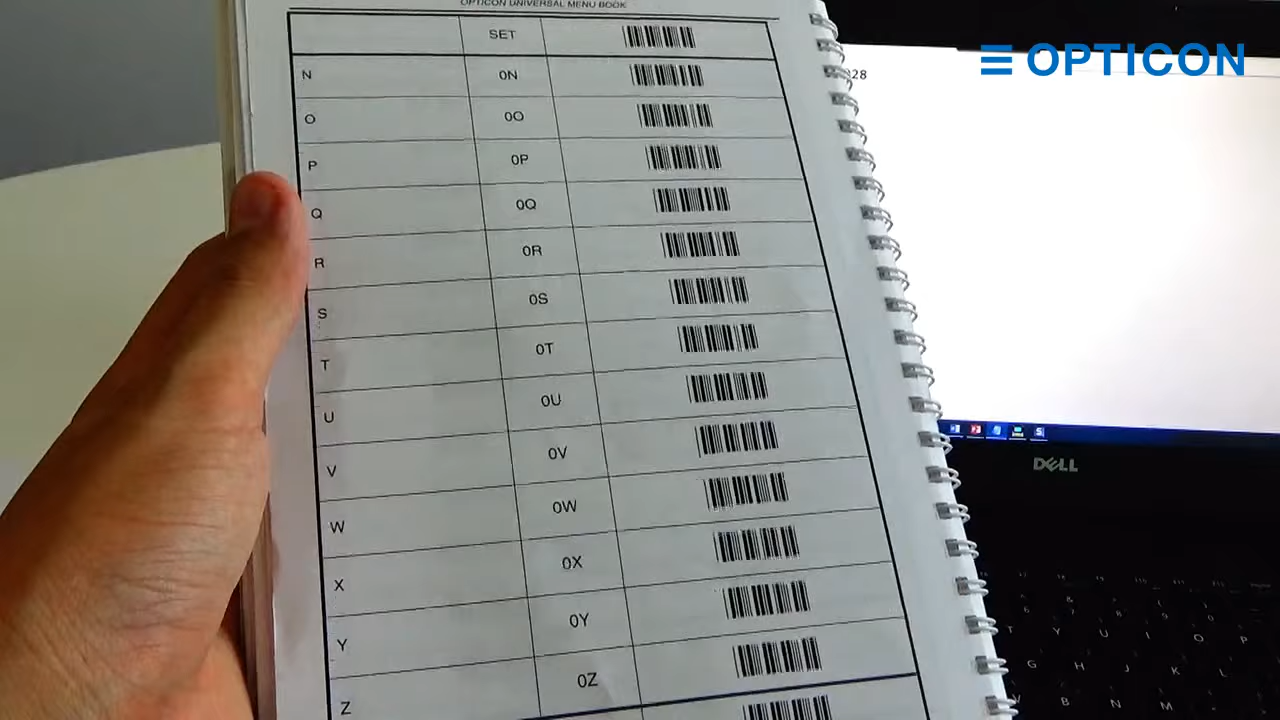 OPTICON UNIVERSAL MENU BOOK
OPTICON
28
SET
N 0N
O 0O
P 0P
Q 0Q
R 0R
S 0S
T 0T
U 0U
V 0V
W 0W
X 0X
Y 0Y
Z 0Z
DELL
T Y U I O P
G H J K L
V B N M